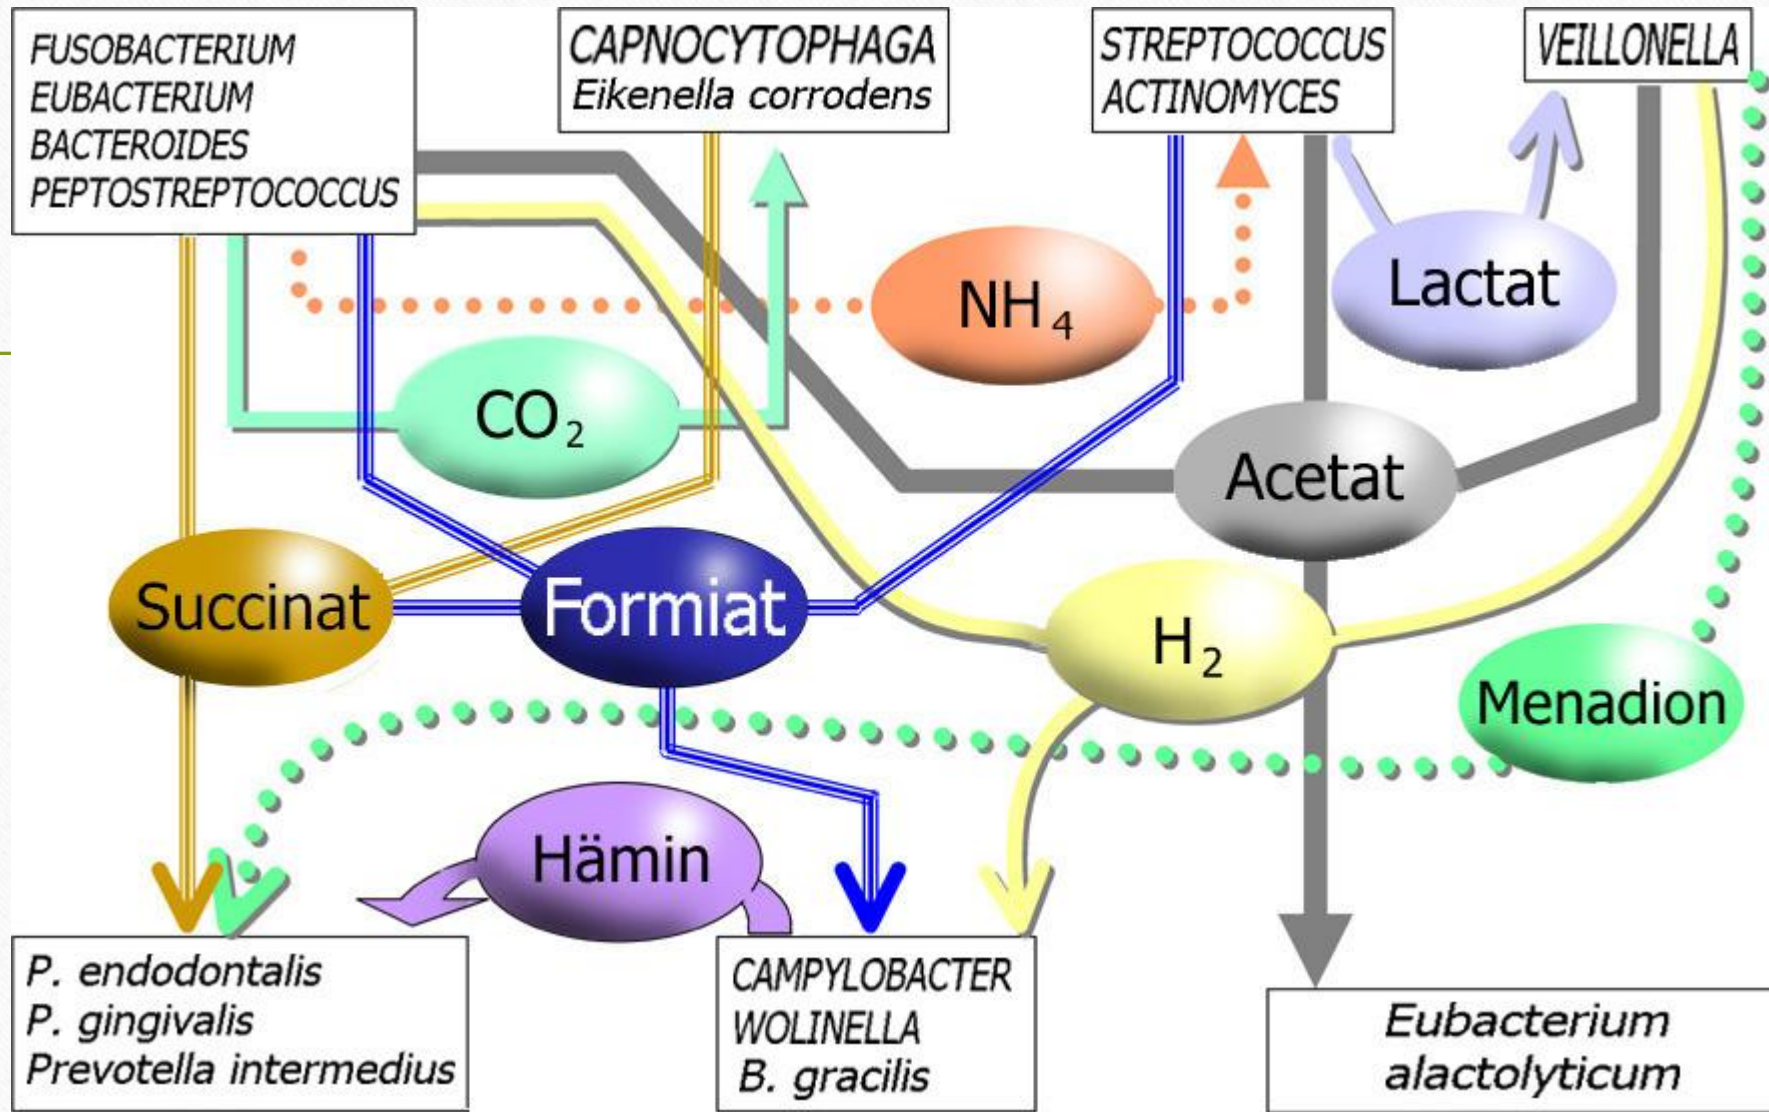 FUSOBACTERIUM
EUBACTERIUM
BACTEROIDES
PEPTOSTREPTOCOCCUS
CAPNOCYTOPHAGA
Eikenella corrodens
STREPTOCOCCUS
ACTINOMYCES
VEILLONELLA
NH₄
Lactat
CO₂
Acetat
Succinat
Formiat
H₂
Menadion
Hämin
P. endodontalis
P. gingivalis
Prevotella intermedius
CAMPYLOBACTER
WOLINELLA
B. gracilis
Eubacterium
alactolyticum